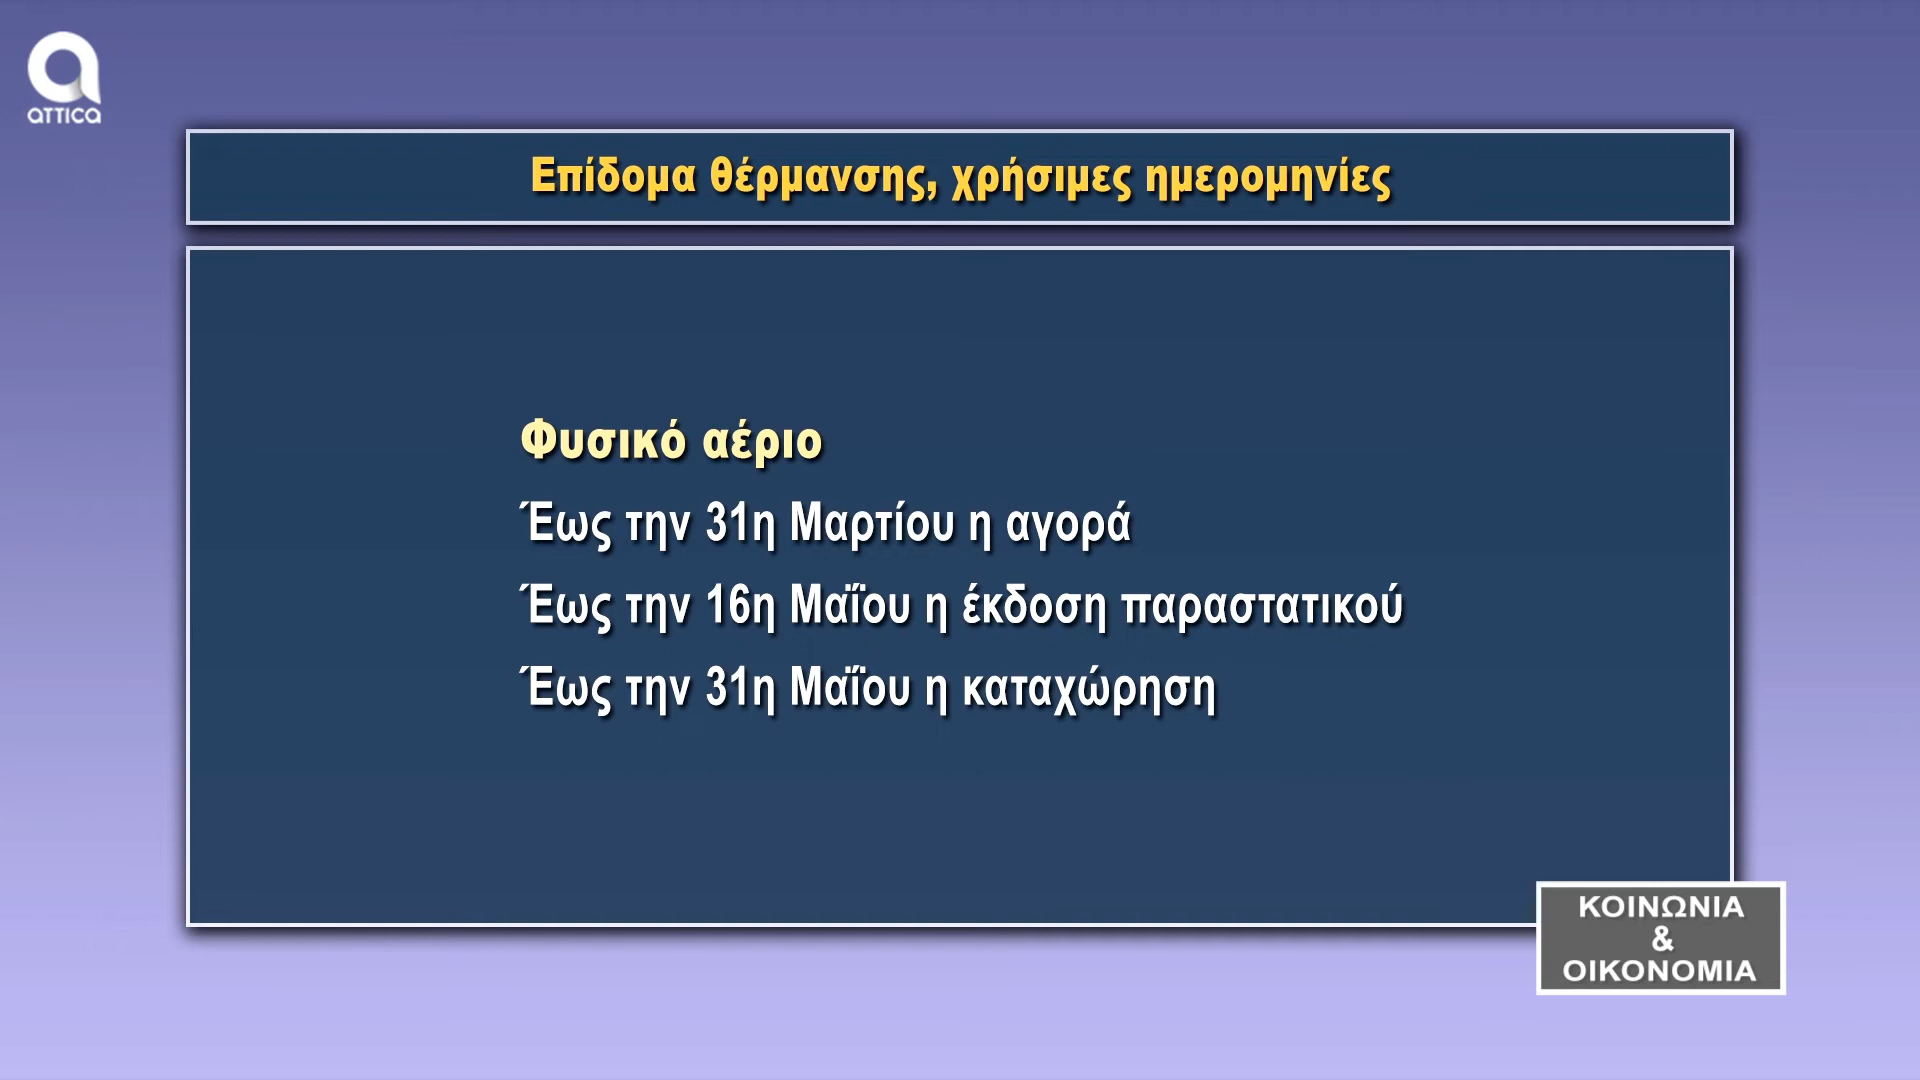 αττica
Επίδομα θέρμανσης, χρήσιμες ημερομηνίες
Φυσικό αέριο
Έως την 31η Μαρτίου η αγορά
Έως την 16η Μαΐου η έκδοση παραστατικού
Έως την 31η Μαΐου η καταχώρηση
ΚΟΙΝΩΝΙΑ
&
ΟΙΚΟΝΟΜΙΑ